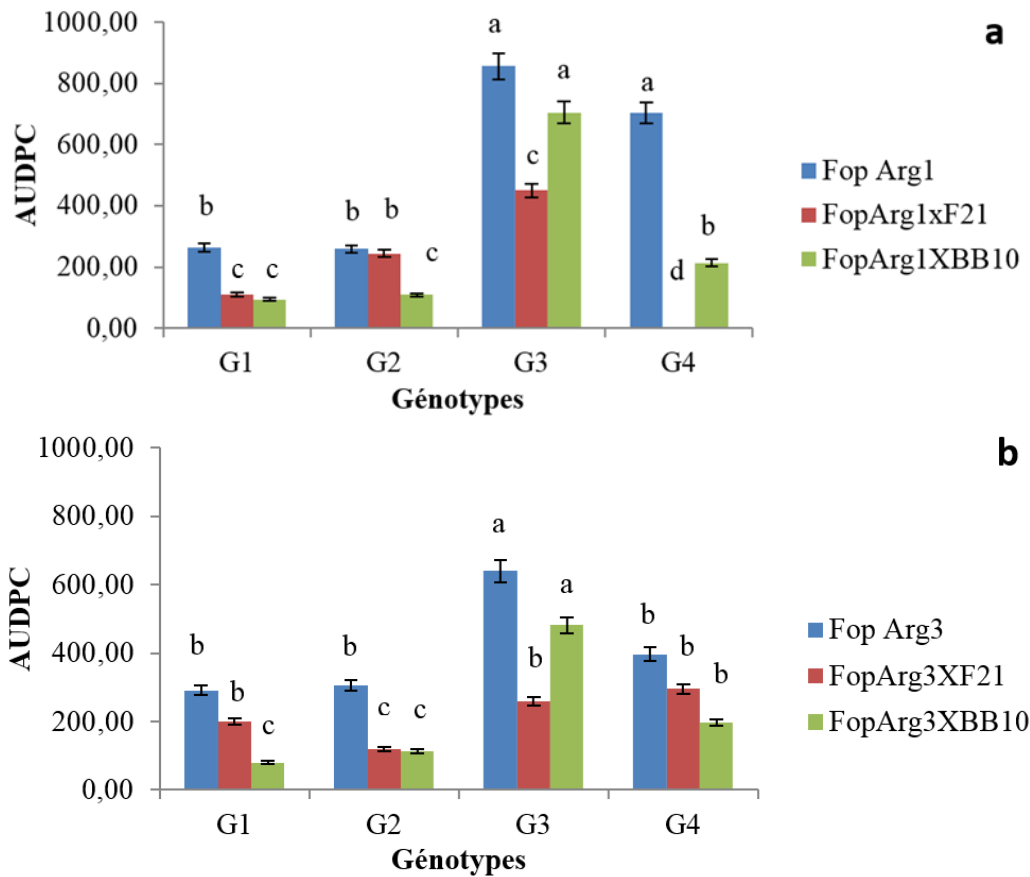 a
1000,00
800,00
600,00
400,00
200,00
0,00
AUDPC
b
c
c
b
b
c
a
c
a
a
d
b
G1
G2
G3
G4
Génotypes
Fop Arg1
FopArg1xF21
FopArg1XBB10
b
1000,00
800,00
600,00
400,00
200,00
0,00
AUDPC
b
b
c
b
c
c
a
b
a
b
b
b
G1
G2
G3
G4
Génotypes
Fop Arg3
FopArg3XF21
FopArg3XBB10